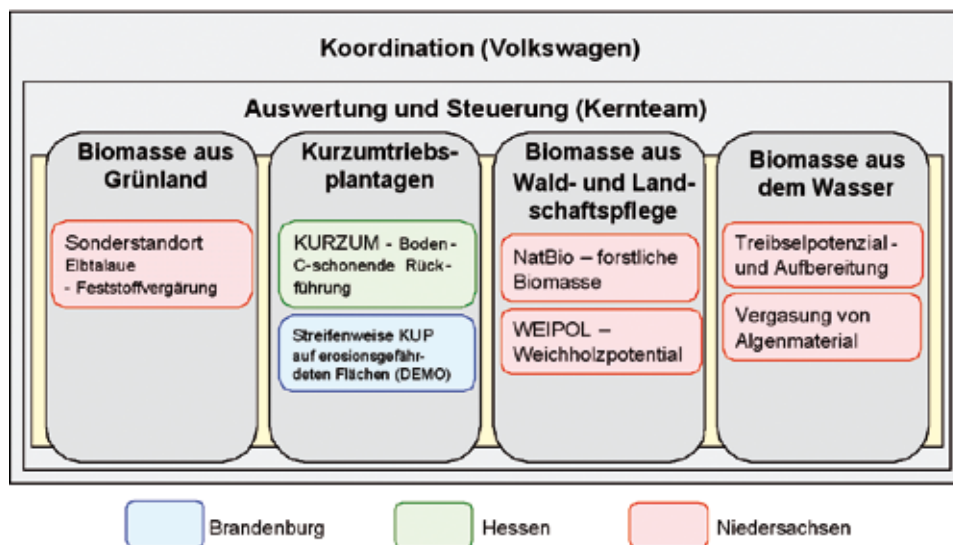 Koordination (Volkswagen)
Auswertung und Steuerung (Kernteam)
Biomasse aus
Grünland
Sonderstandort
Elbtalaue
- Feststoffvergärung
Kurzumtriebs-
plantagen
KURZUM - Boden-
C-schonende Rück-
führung
Streifenweise KUP
auf erosionsgefähr-
deten Flächen (DEMO)
Biomasse aus
Wald- und Land-
schaftspflege
NatBio – forstliche
Biomasse
WEIPOL –
Weichholzpotential
Biomasse aus
dem Wasser
Treibselpotenzial -
und Aufbereitung
Vergasung von
Algenmaterial
Brandenburg
Hessen
Niedersachsen